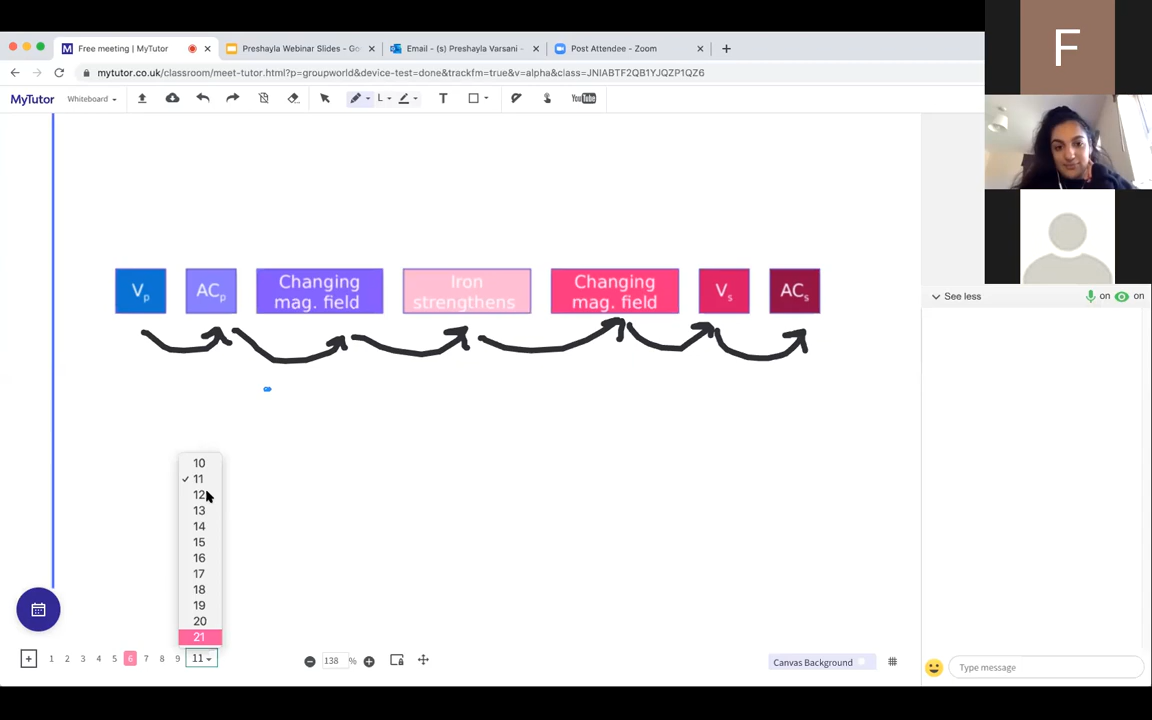 F
Free meeting | MyTutor
Preshayla Webinar Slides - Go
Email - (s) Preshayla Varsani -
Post Attendee - Zoom
mytutor.co.uk/classroom/meet-tutor.html?p=groupworld&device-test=done&trackfm=true&v=alpha&class=JNIABTF2QB1YJQZP1QZ6
MyTutor
Whiteboard
L
T
YouTube
See less
on
on
Vp
ACp
Changing
mag. field
Iron
strengthens
Changing
mag. field
Vs
ACs
10
✓ 11
12
13
14
15
16
17
18
19
20
21
+ 1 2 3 4 5 6 7 8 9 11
138 %
Canvas Background
Type message